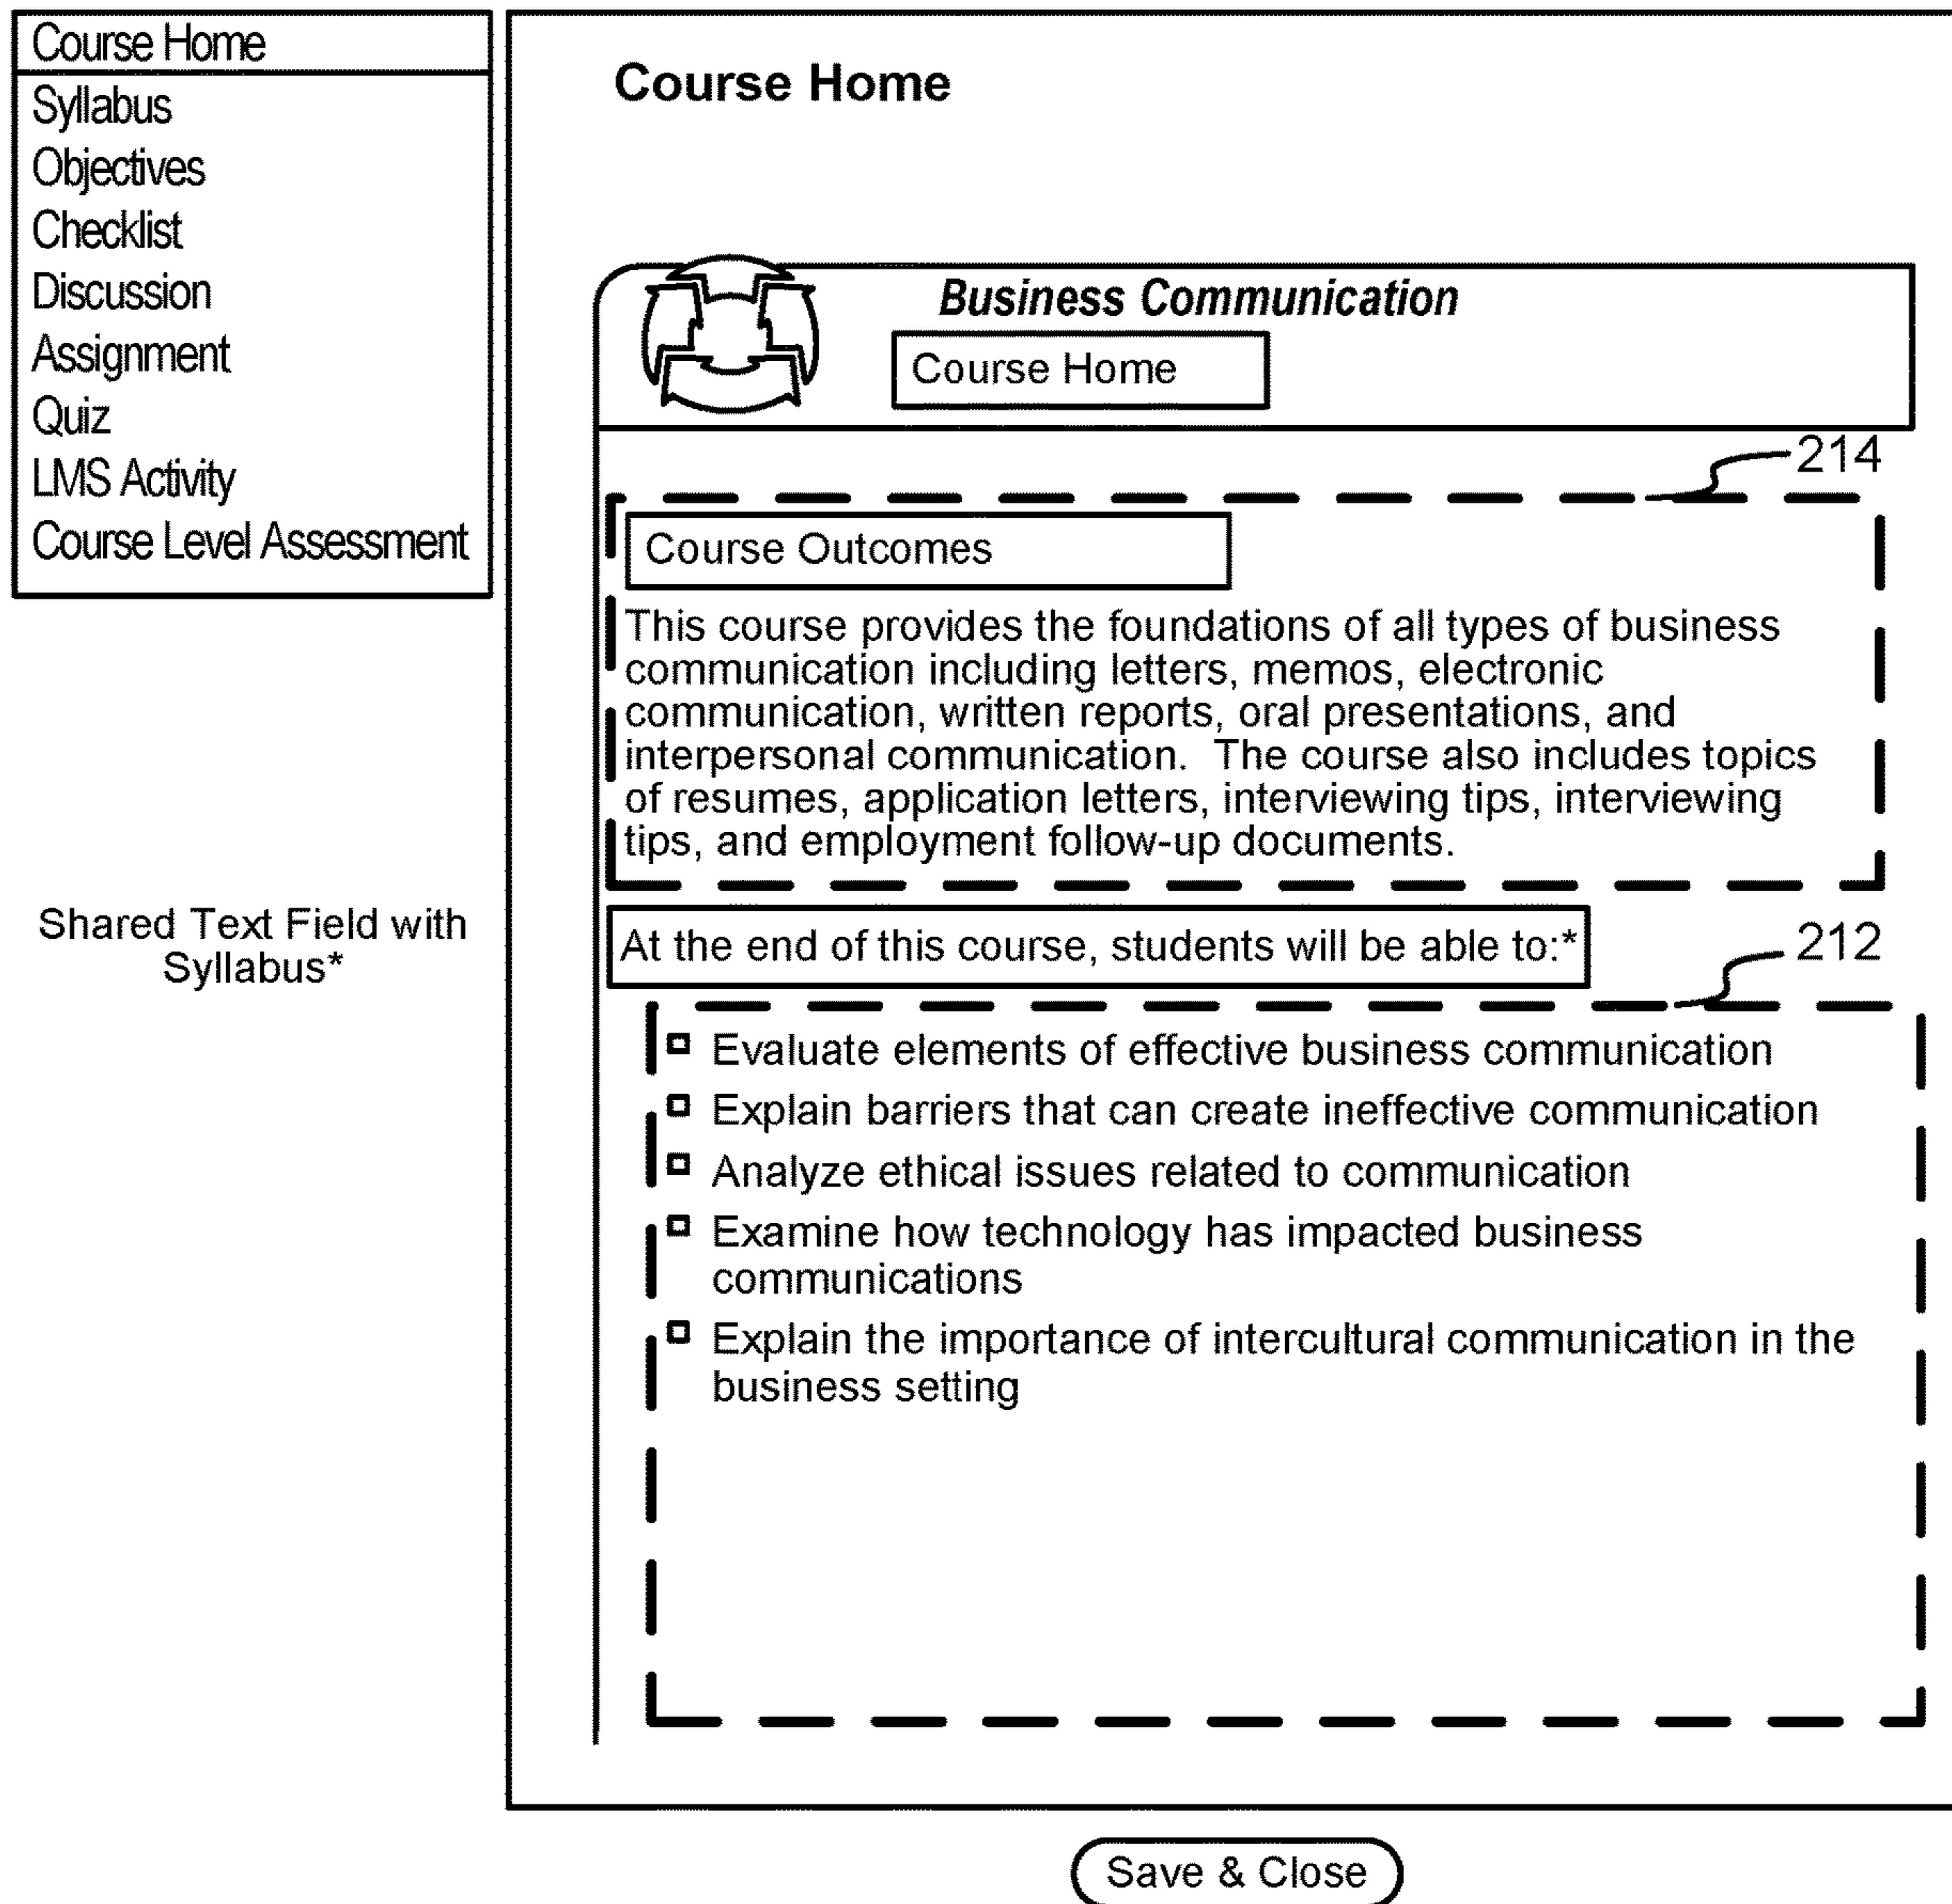 Course Home
Syllabus
Objectives
Checklist
Discussion
Assignment
Quiz
LMS Activity
Course Level Assessment
Shared Text Field with
Syllabus*
Course Home
Business Communication
Course Home
214
Course Outcomes
This course provides the foundations of all types of business
communication including letters, memos, electronic
communication, written reports, oral presentations, and
interpersonal communication.  The course also includes topics
of resumes, application letters, interviewing tips, interviewing
tips, and employment follow-up documents.
At the end of this course, students will be able to:*
212
Evaluate elements of effective business communication
Explain barriers that can create ineffective communication
Analyze ethical issues related to communication
Examine how technology has impacted business
communications
Explain the importance of intercultural communication in the
business setting
Save & Close